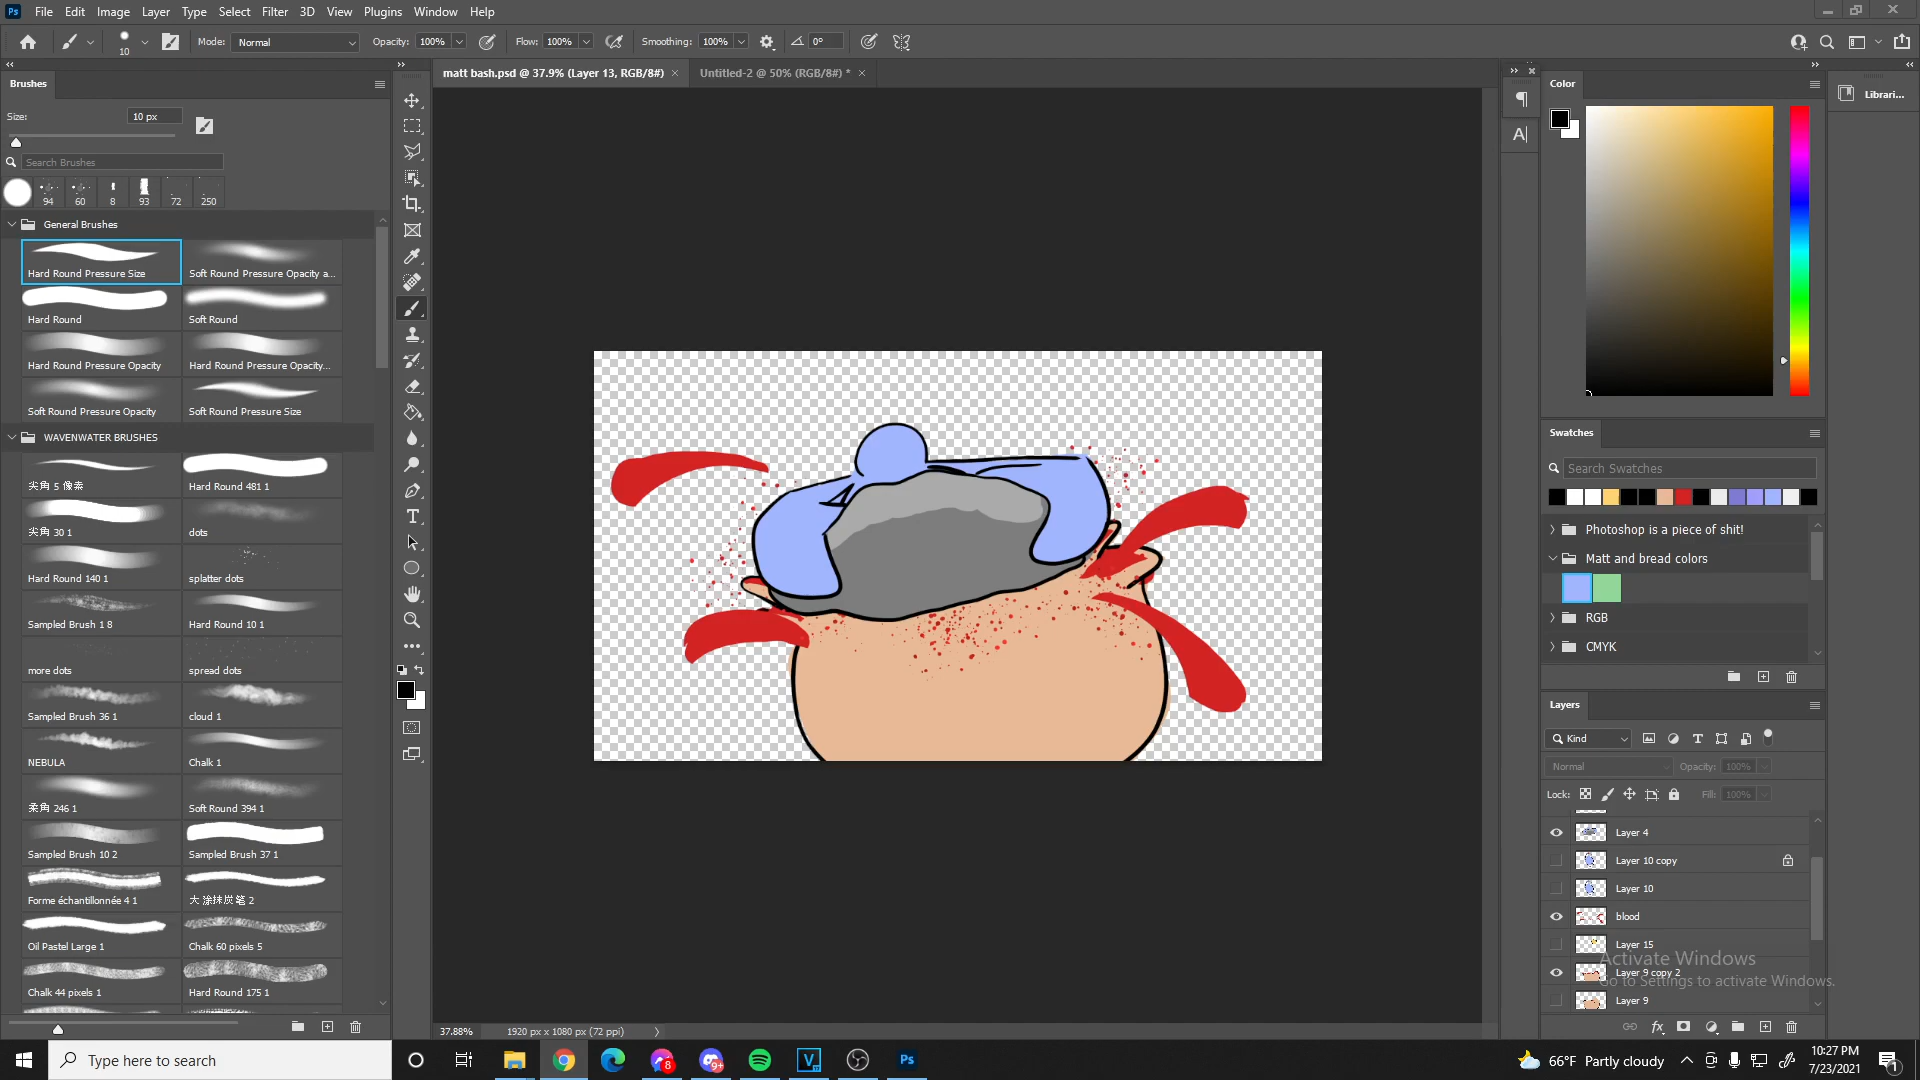 Ps File Edit Image Layer Type Select Filter 3D View Plugins Window Help
10 Mode: Normal Opacity: 100% Flow: 100% Smoothing: 100% 0°
matt bash.psd @ 37.9% (Layer 13, RGB/8#) × Untitled-2 @ 50% (RGB/8#) * ×
Brushes
Size: 10 px
Search Brushes
94 60 8 93 72 250
General Brushes
Hard Round Pressure Size Soft Round Pressure Opacity a...
Hard Round Soft Round
Hard Round Pressure Opacity Hard Round Pressure Opacity...
Soft Round Pressure Opacity Soft Round Pressure Size
WAVENWATER BRUSHES
尖角 5 像素 Hard Round 481 1
尖角 30 1 dots
Hard Round 140 1 splatter dots
Sampled Brush 1 8 Hard Round 10 1
more dots spread dots
Sampled Brush 36 1 cloud 1
NEBULA Chalk 1
柔角 246 1 Soft Round 394 1
Sampled Brush 10 2 Sampled Brush 37 1
Forme échantillonnée 4 1 大 涂抹炭笔 2
Oil Pastel Large 1 Chalk 60 pixels 5
Chalk 44 pixels 1 Hard Round 175 1
37.88% 1920 px x 1080 px (72 ppi)
Color
Librari...
Swatches
Search Swatches
Photoshop is a piece of shit!
Matt and bread colors
RGB
CMYK
Layers
Kind
Normal Opacity: 100%
Lock: Fill: 100%
Layer 4
Layer 10 copy
Layer 10
blood
Layer 15
Layer 9 copy 2
Layer 9
Activate Windows
Go to Settings to activate Windows.
Type here to search
8 9+ V Ps
66°F Partly cloudy
10:27 PM
7/23/2021
1